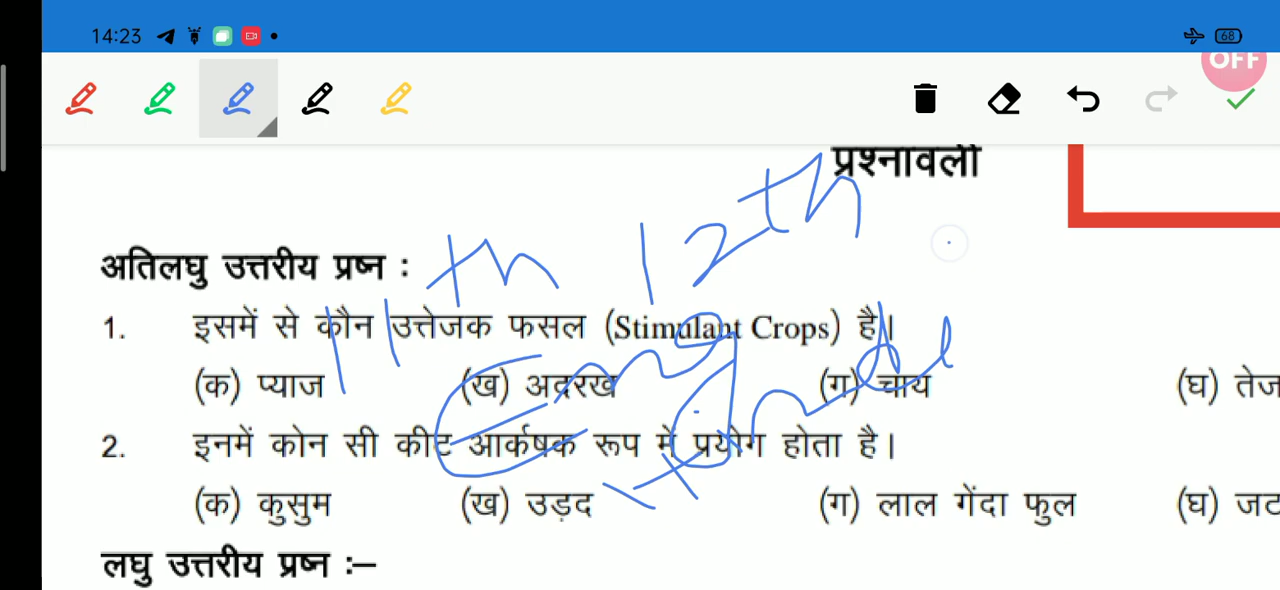 14:23 68
OFF
प्रश्नावली
11th 12th
अतिलघु उत्तरीय प्रश्न :
1. इसमें से कौन उत्तेजक फसल (Stimulant Crops) है।
(क) प्याज (ख) अदरख (ग) चाय (घ) तेज
Eng
2. इनमें कोन सी कीट आर्कषक रूप में प्रयोग होता है।
(क) कुसुम (ख) उड़द (ग) लाल गेंदा फुल (घ) जट
लघु उत्तरीय प्रश्न :–